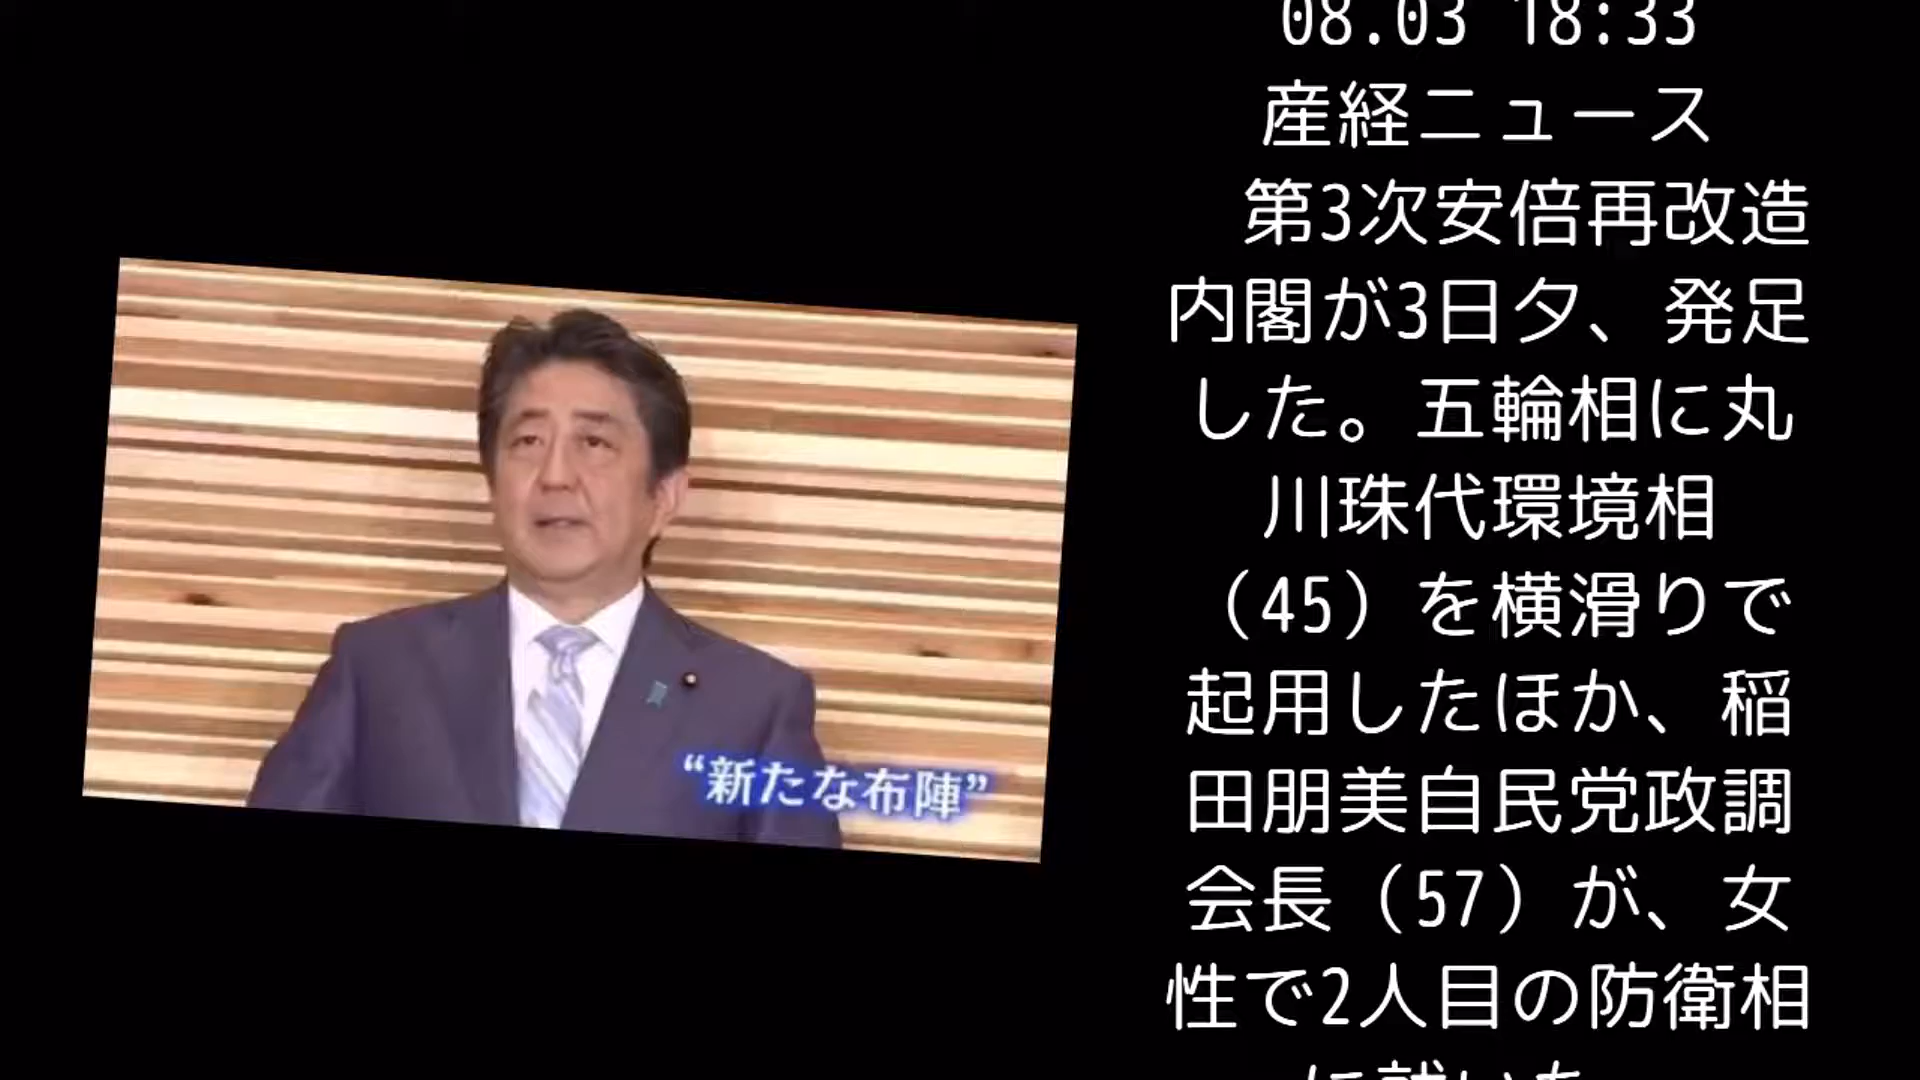 08.03 18:33
産経ニュース
第3次安倍再改造
内閣が3日夕、発足
した。五輪相に丸
川珠代環境相
（45）を横滑りで
起用したほか、稲
田朋美自民党政調
会長（57）が、女
性で2人目の防衛相
に就いた
“新たな布陣”